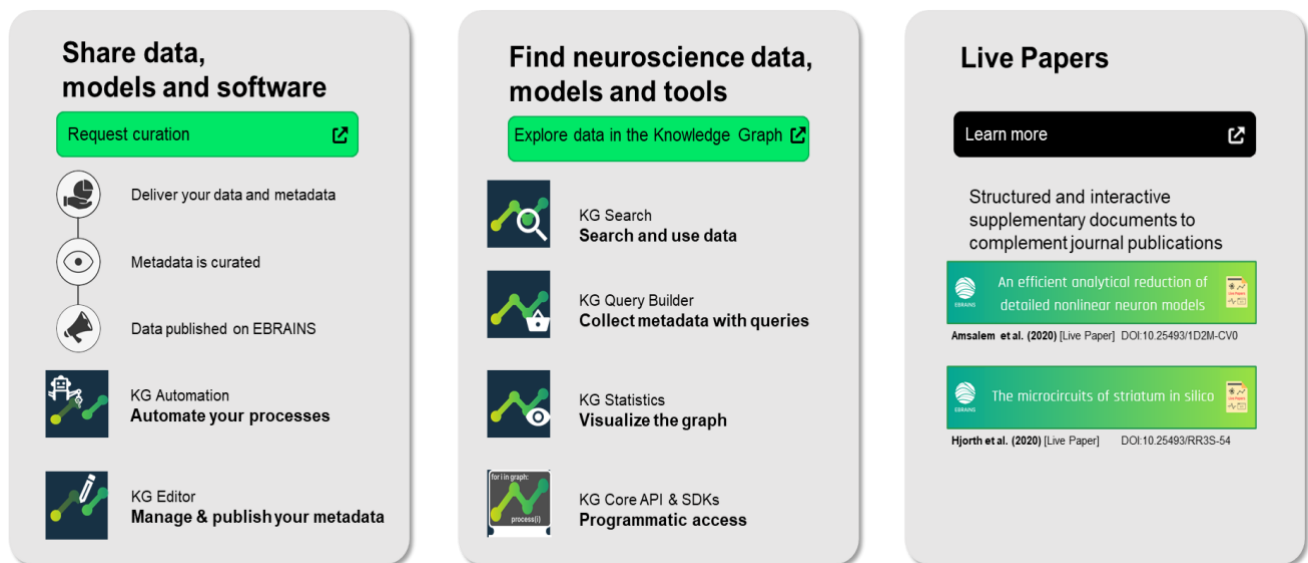 Share data,
models and software
Request curation
Deliver your data and metadata
Metadata is curated
Data published on EBRAINS
KG Automation
Automate your processes
KG Editor
Manage & publish your metadata
Find neuroscience data,
models and tools
Explore data in the Knowledge Graph
KG Search
Search and use data
KG Query Builder
Collect metadata with queries
KG Statistics
Visualize the graph
for i in graph:
process(i)
KG Core API & SDKs
Programmatic access
Live Papers
Learn more
Structured and interactive
supplementary documents to
complement journal publications
EBRAINS
An efficient analytical reduction of
detailed nonlinear neuron models
Live Papers
Amsalem et al. (2020) [Live Paper] DOI:10.25493/1D2M-CV0
EBRAINS
The microcircuits of striatum in silico
Live Papers
Hjorth et al. (2020) [Live Paper] DOI:10.25493/RR3S-54